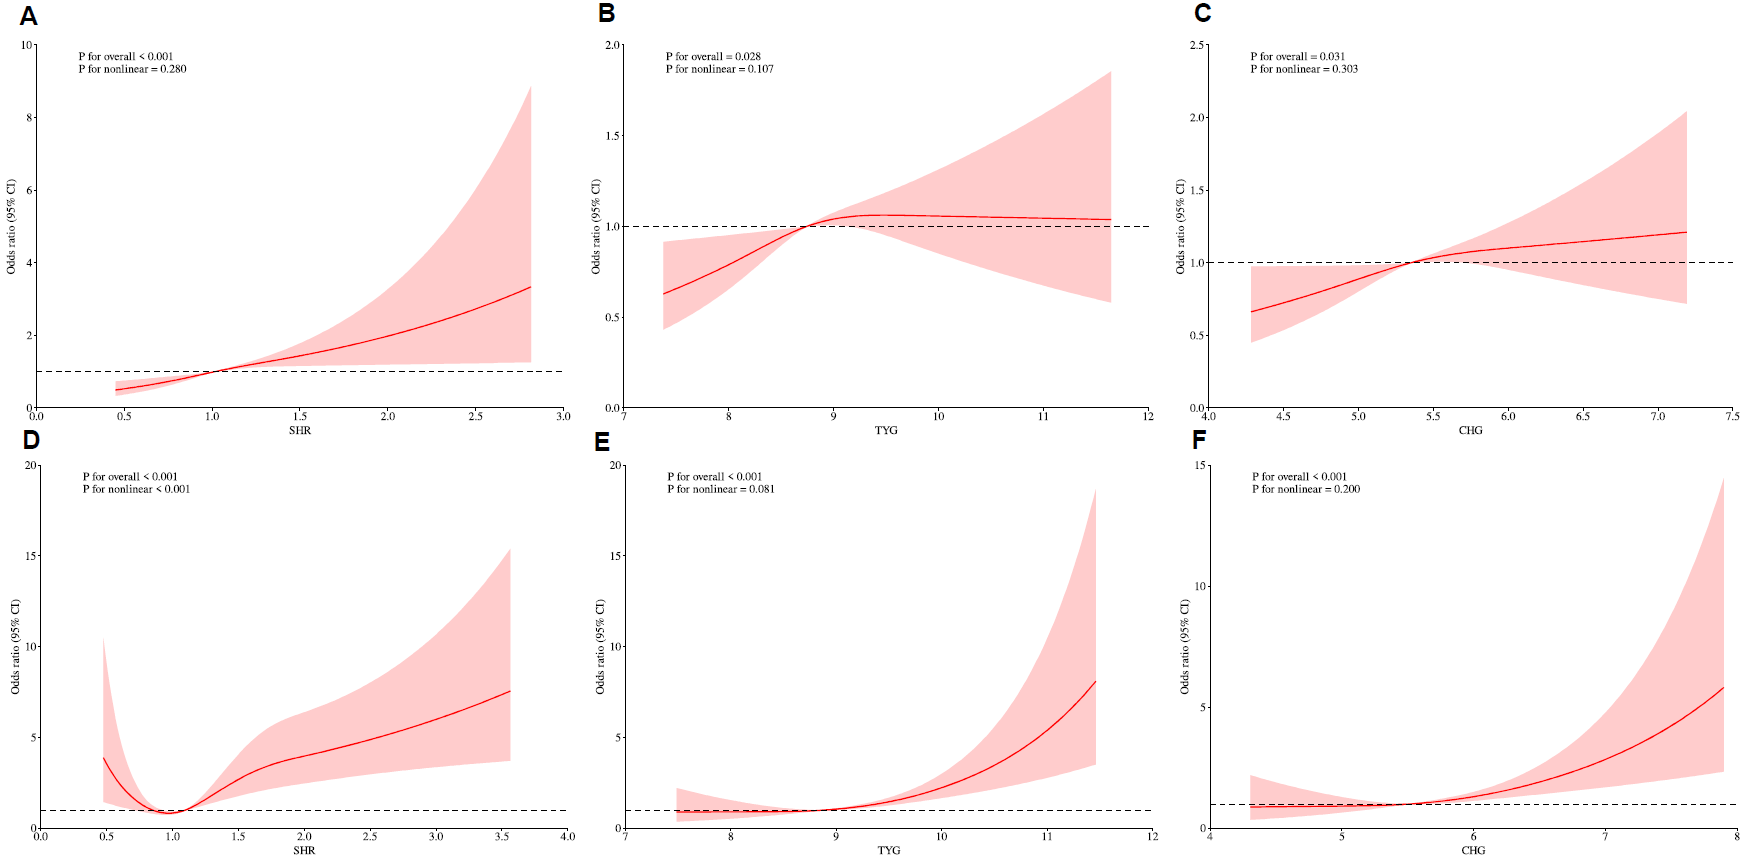 A
P for overall < 0.001
P for nonlinear = 0.280
Odds ratio (95% CI)
10
8
6
4
2
0
0.0 0.5 1.0 1.5 2.0 2.5 3.0
SHR
B
P for overall = 0.028
P for nonlinear = 0.107
Odds ratio (95% CI)
2.0
1.5
1.0
0.5
0.0
7 8 9 10 11 12
TYG
C
P for overall = 0.031
P for nonlinear = 0.303
Odds ratio (95% CI)
2.5
2.0
1.5
1.0
0.5
0.0
4.0 4.5 5.0 5.5 6.0 6.5 7.0 7.5
CHG
D
P for overall < 0.001
P for nonlinear < 0.001
Odds ratio (95% CI)
20
15
10
5
0
0.0 0.5 1.0 1.5 2.0 2.5 3.0 3.5 4.0
SHR
E
P for overall < 0.001
P for nonlinear = 0.081
Odds ratio (95% CI)
20
15
10
5
0
7 8 9 10 11 12
TYG
F
P for overall < 0.001
P for nonlinear = 0.200
Odds ratio (95% CI)
15
10
5
0
4 5 6 7 8
CHG